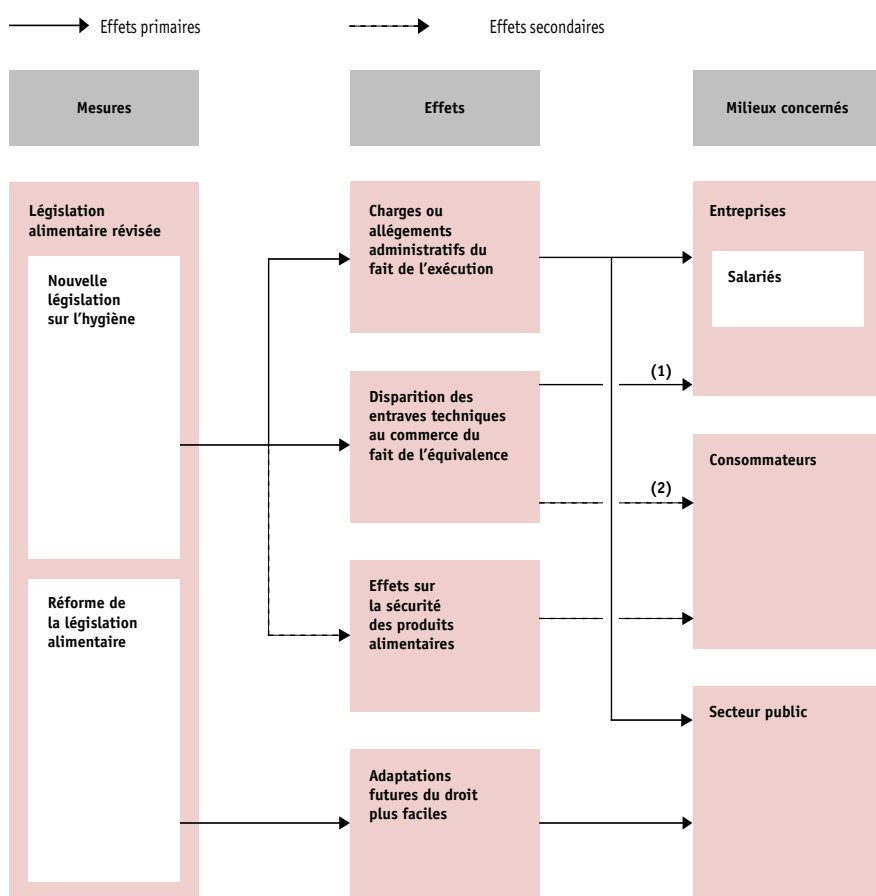 Effets primaires
Effets secondaires
Mesures
Effets
Milieux concernés
Législation
alimentaire révisée
Nouvelle
législation
sur l'hygiène
Réforme de
la législation
alimentaire
Charges ou
allégements
administratifs du
fait de l'exécution
Disparition des
entraves techniques
au commerce du
fait de l'équivalence
Effets sur
la sécurité
des produits
alimentaires
Adaptations
futures du droit
plus faciles
(1)
(2)
Entreprises
Salariés
Consommateurs
Secteur public